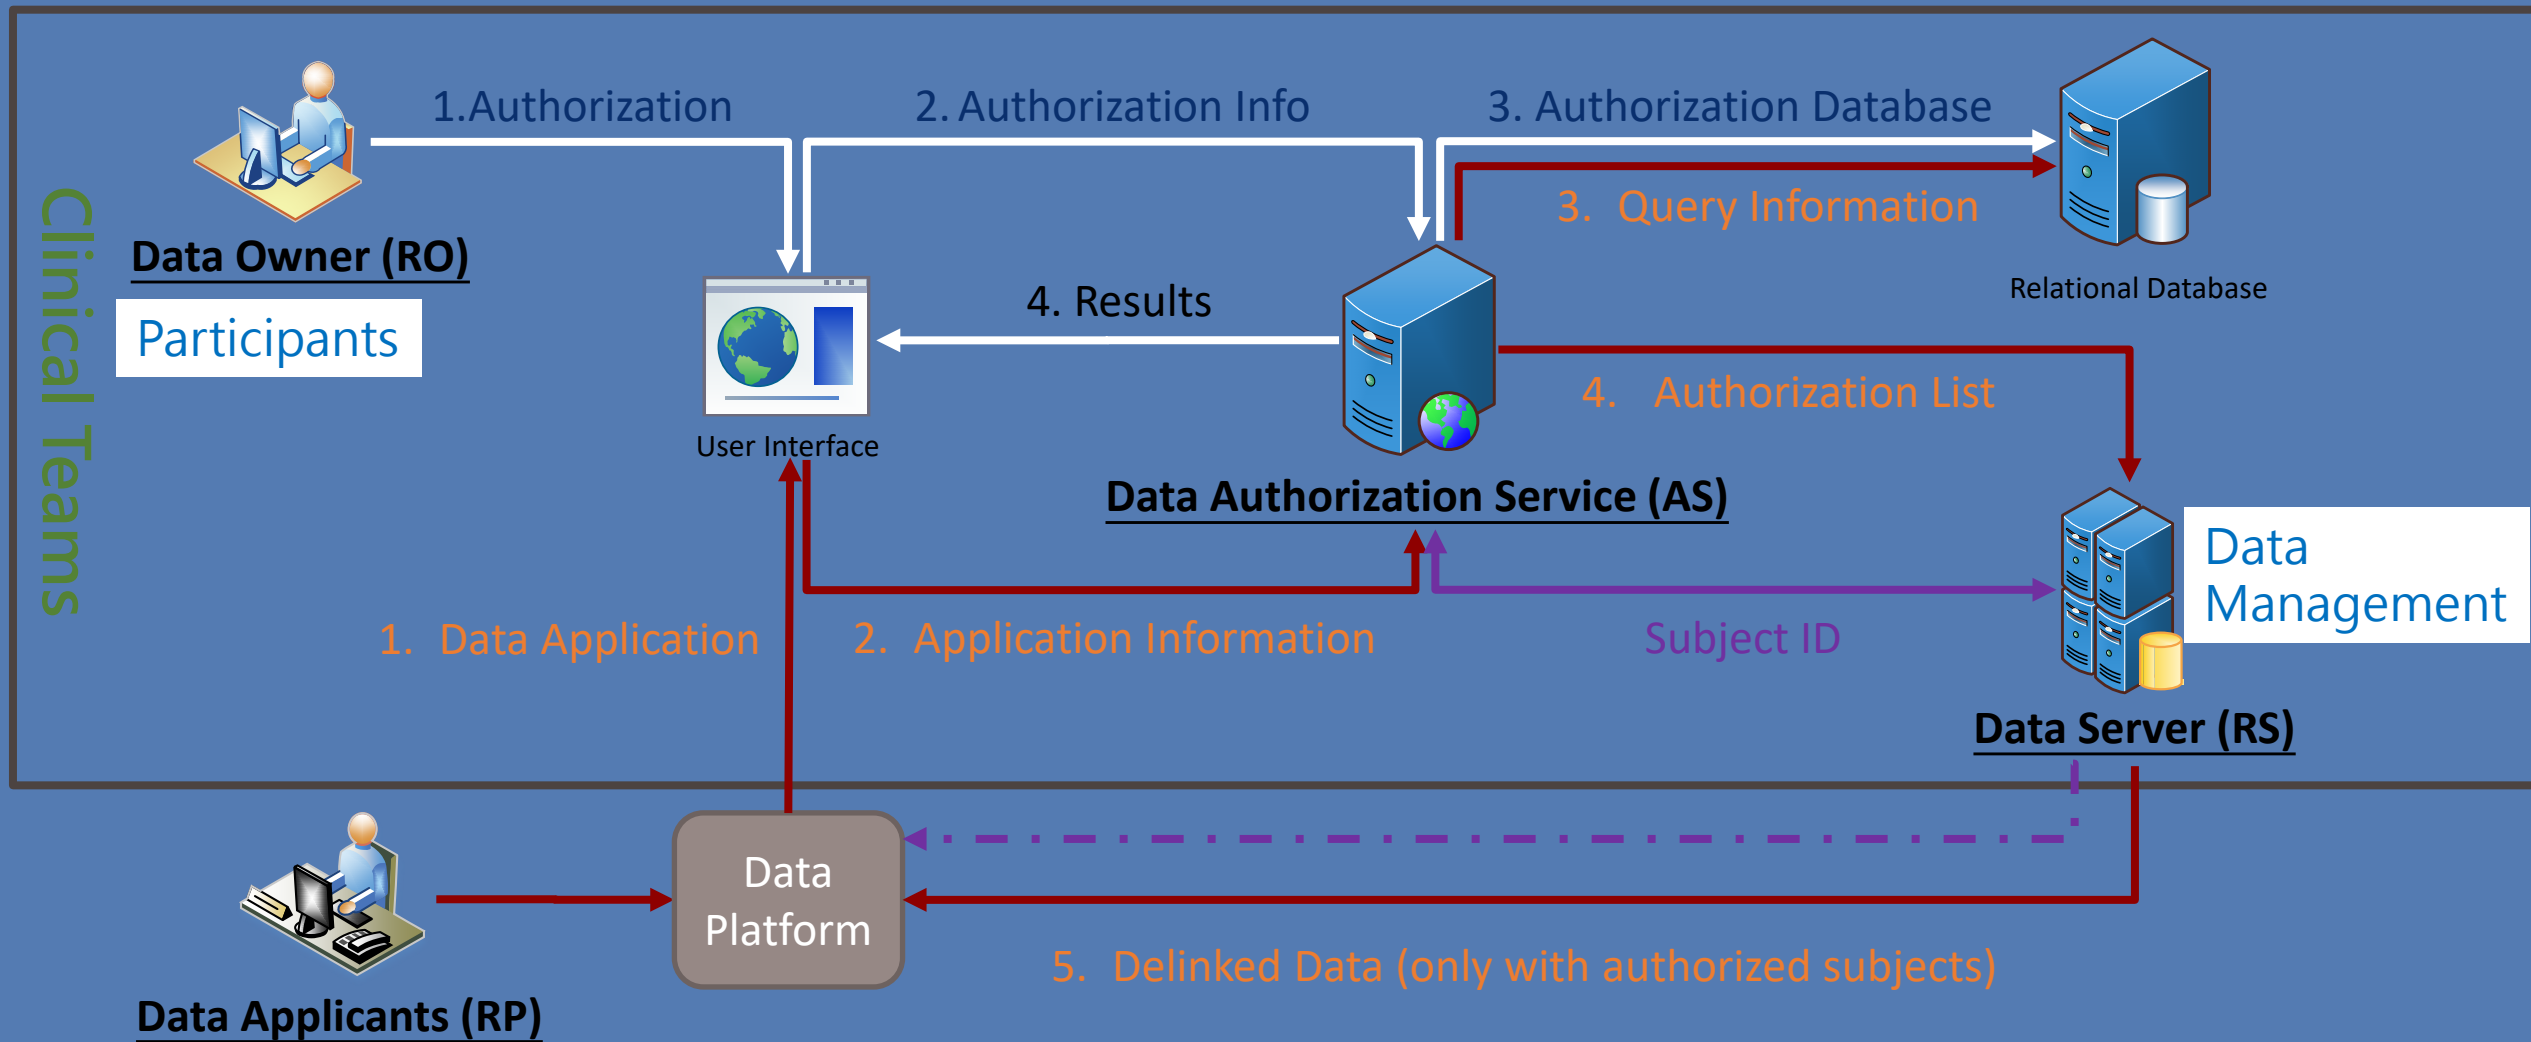 1.Authorization
2. Authorization Info
3. Authorization Database
3. Query Information
Clinical Teams
Data Owner (RO)
Participants
Relational Database
4. Results
4. Authorization List
User Interface
Data Authorization Service (AS)
Data
Management
1. Data Application
2. Application Information
Subject ID
Data Server (RS)
Data
Platform
5. Delinked Data (only with authorized subjects)
Data Applicants (RP)